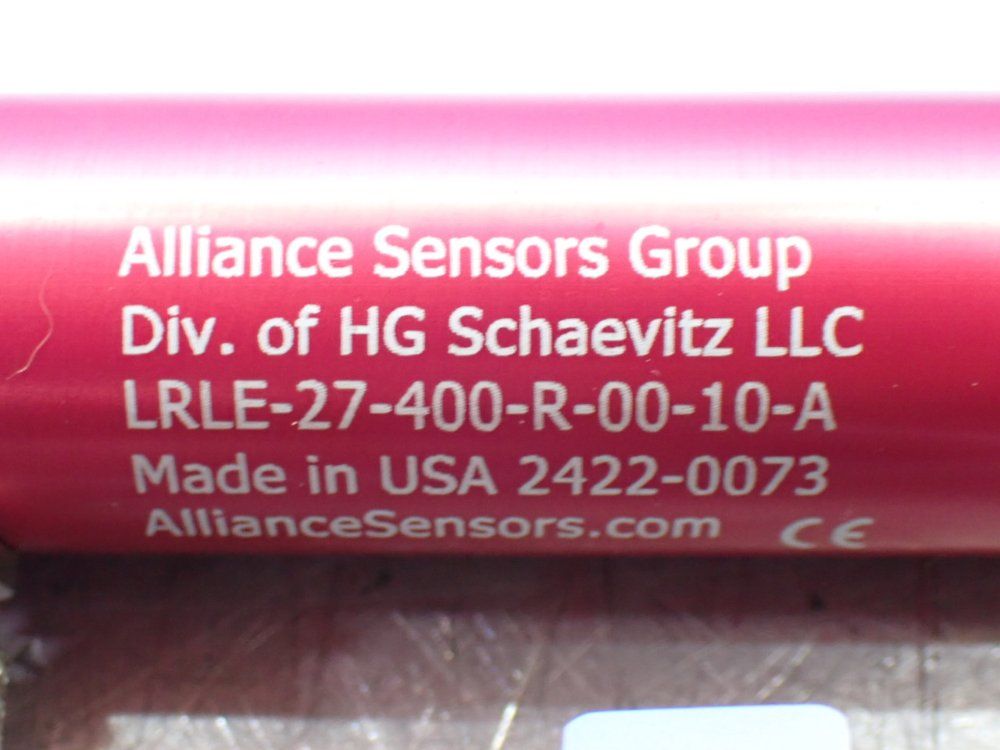 Alliance Sensors Group
Div. of HG Schaevitz LLC
LRLE-27-400-R-00-10-A
Made in USA 2422-0073
AllianceSensors.com CE